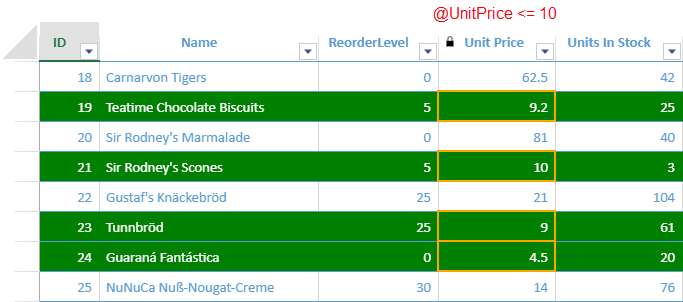 @UnitPrice <= 10
ID Name ReorderLevel Unit Price Units In Stock
18 Carnarvon Tigers 0 62.5 42
19 Teatime Chocolate Biscuits 5 9.2 25
20 Sir Rodney's Marmalade 0 81 40
21 Sir Rodney's Scones 5 10 3
22 Gustaf's Knäckebröd 25 21 104
23 Tunnbröd 25 9 61
24 Guaraná Fantástica 0 4.5 20
25 NuNuCa Nuß-Nougat-Creme 30 14 76